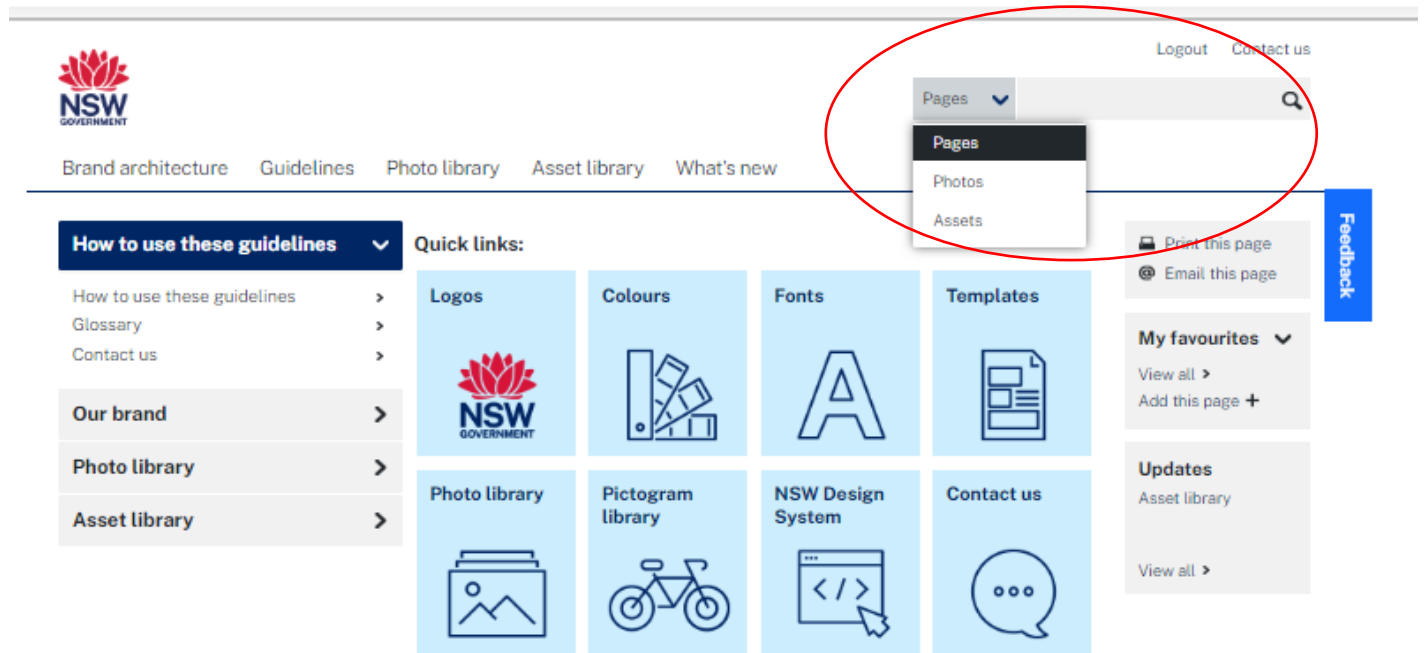 Logout Contact us
NSW
GOVERNMENT
Pages
Pages
Photos
Assets
Brand architecture Guidelines Photo library Asset library What's new
Feedback
How to use these guidelines
How to use these guidelines
Glossary
Contact us
Our brand
Photo library
Asset library
Quick links:
Logos
NSW
GOVERNMENT
Colours
Fonts
A
Templates
Photo library
Pictogram
library
NSW Design
System
</>
Contact us
Print this page
@ Email this page
My favourites
View all >
Add this page +
Updates
Asset library
View all >